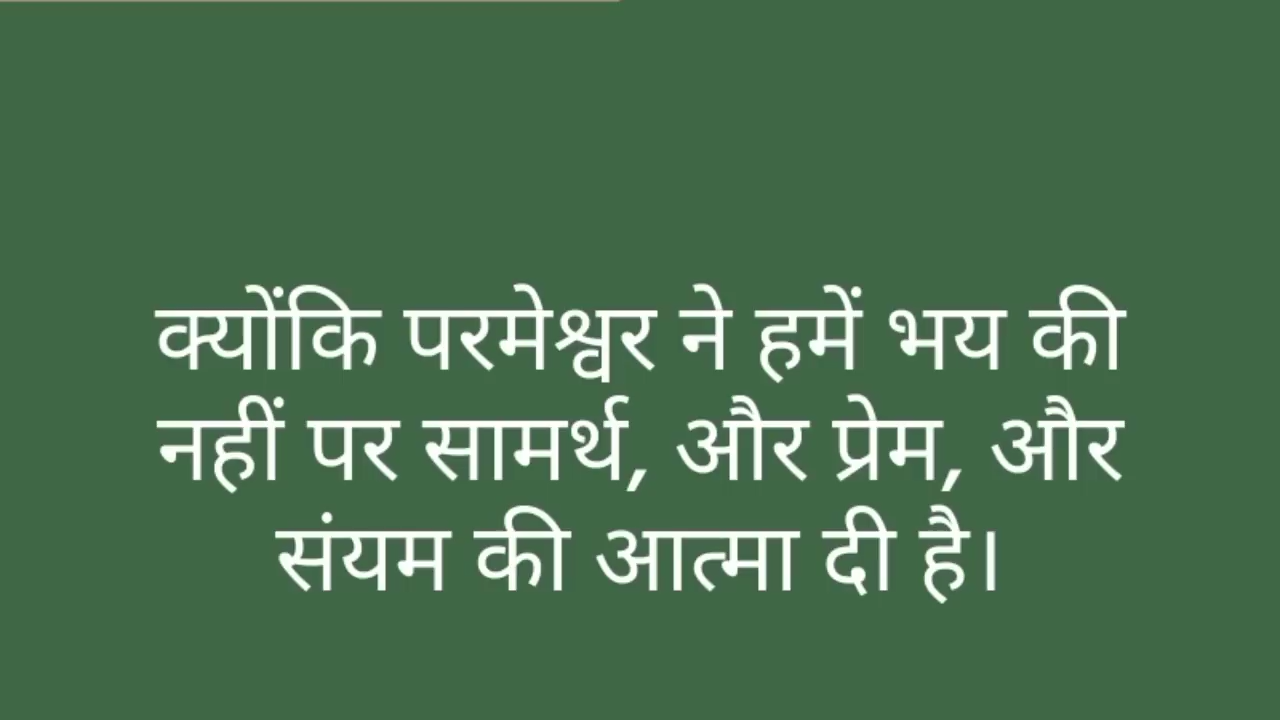 क्योंकि परमेश्वर ने हमें भय की
नहीं पर सामर्थ, और प्रेम, और
संयम की आत्मा दी है।